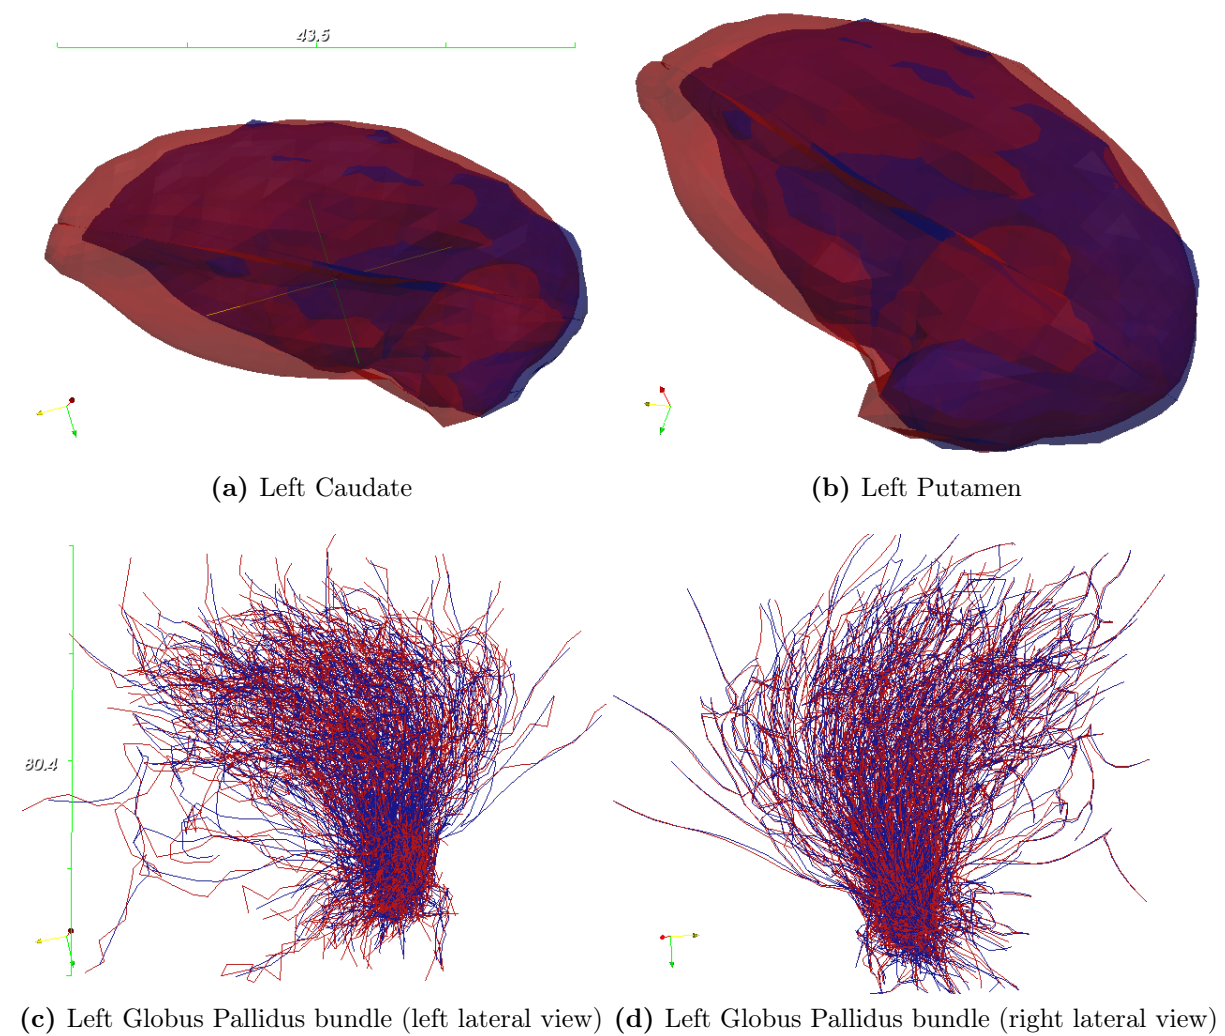 43.5
(a) Left Caudate
(b) Left Putamen
80.4
(c) Left Globus Pallidus bundle (left lateral view)
(d) Left Globus Pallidus bundle (right lateral view)